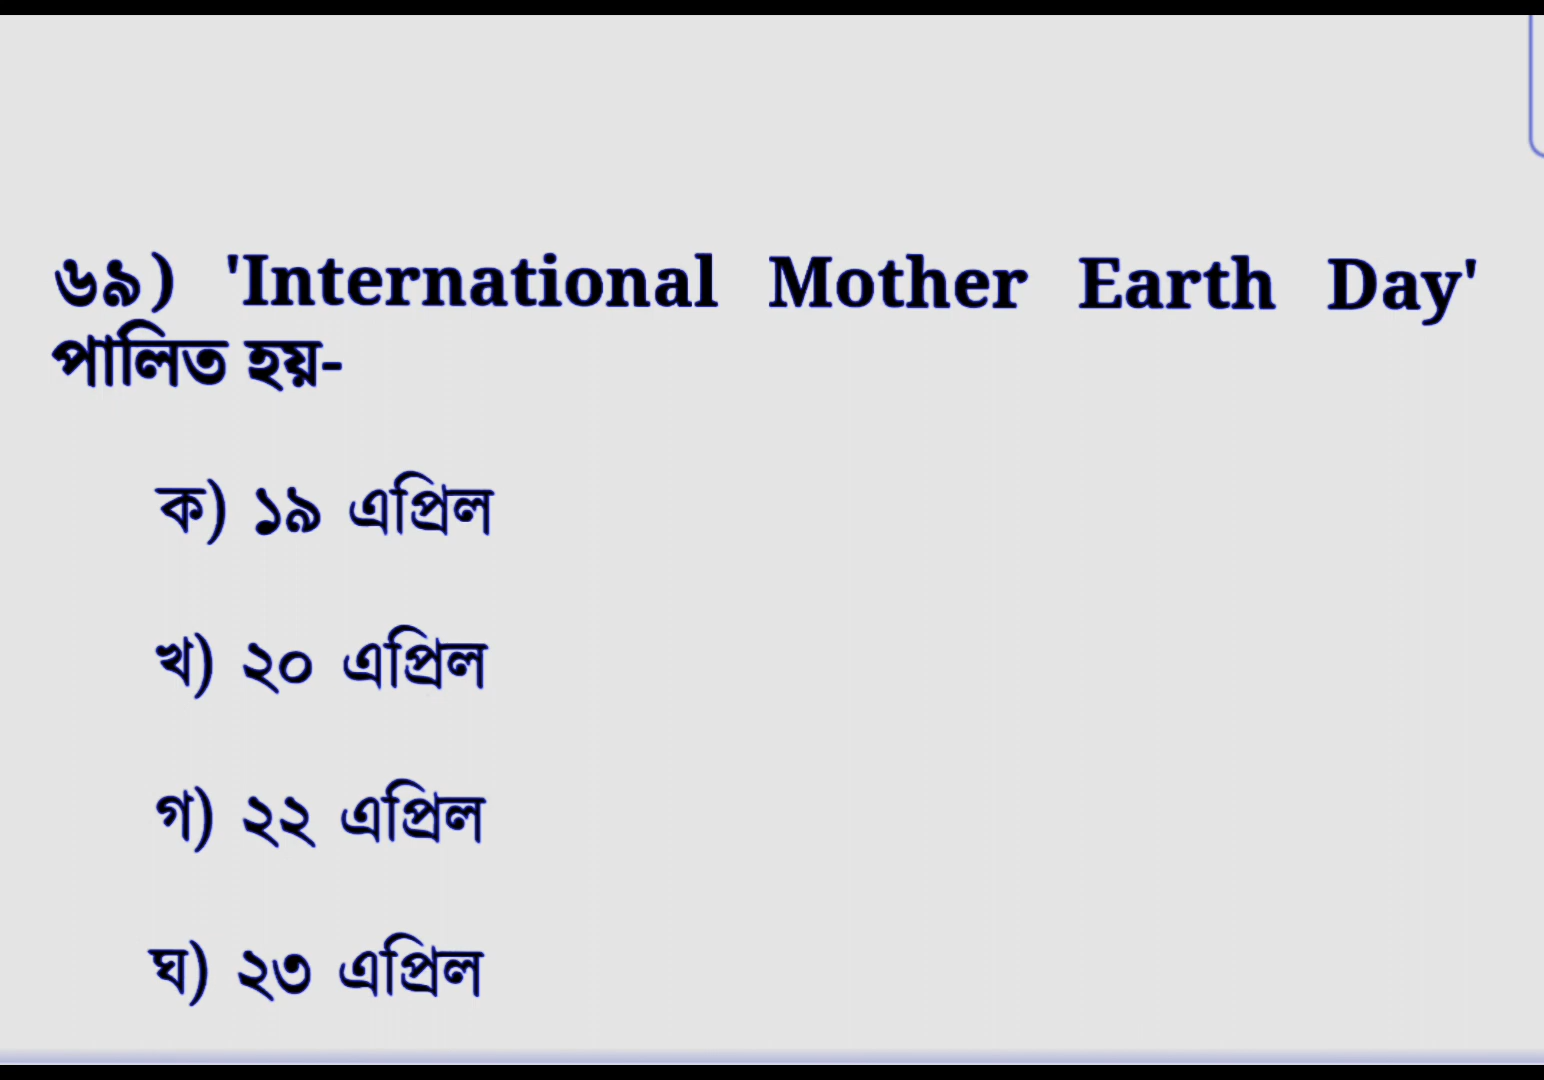 ৬৯) 'International Mother Earth Day'
পালিত হয়-
ক) ১৯ এপ্রিল
খ) ২০ এপ্রিল
গ) ২২ এপ্রিল
ঘ) ২৩ এপ্রিল